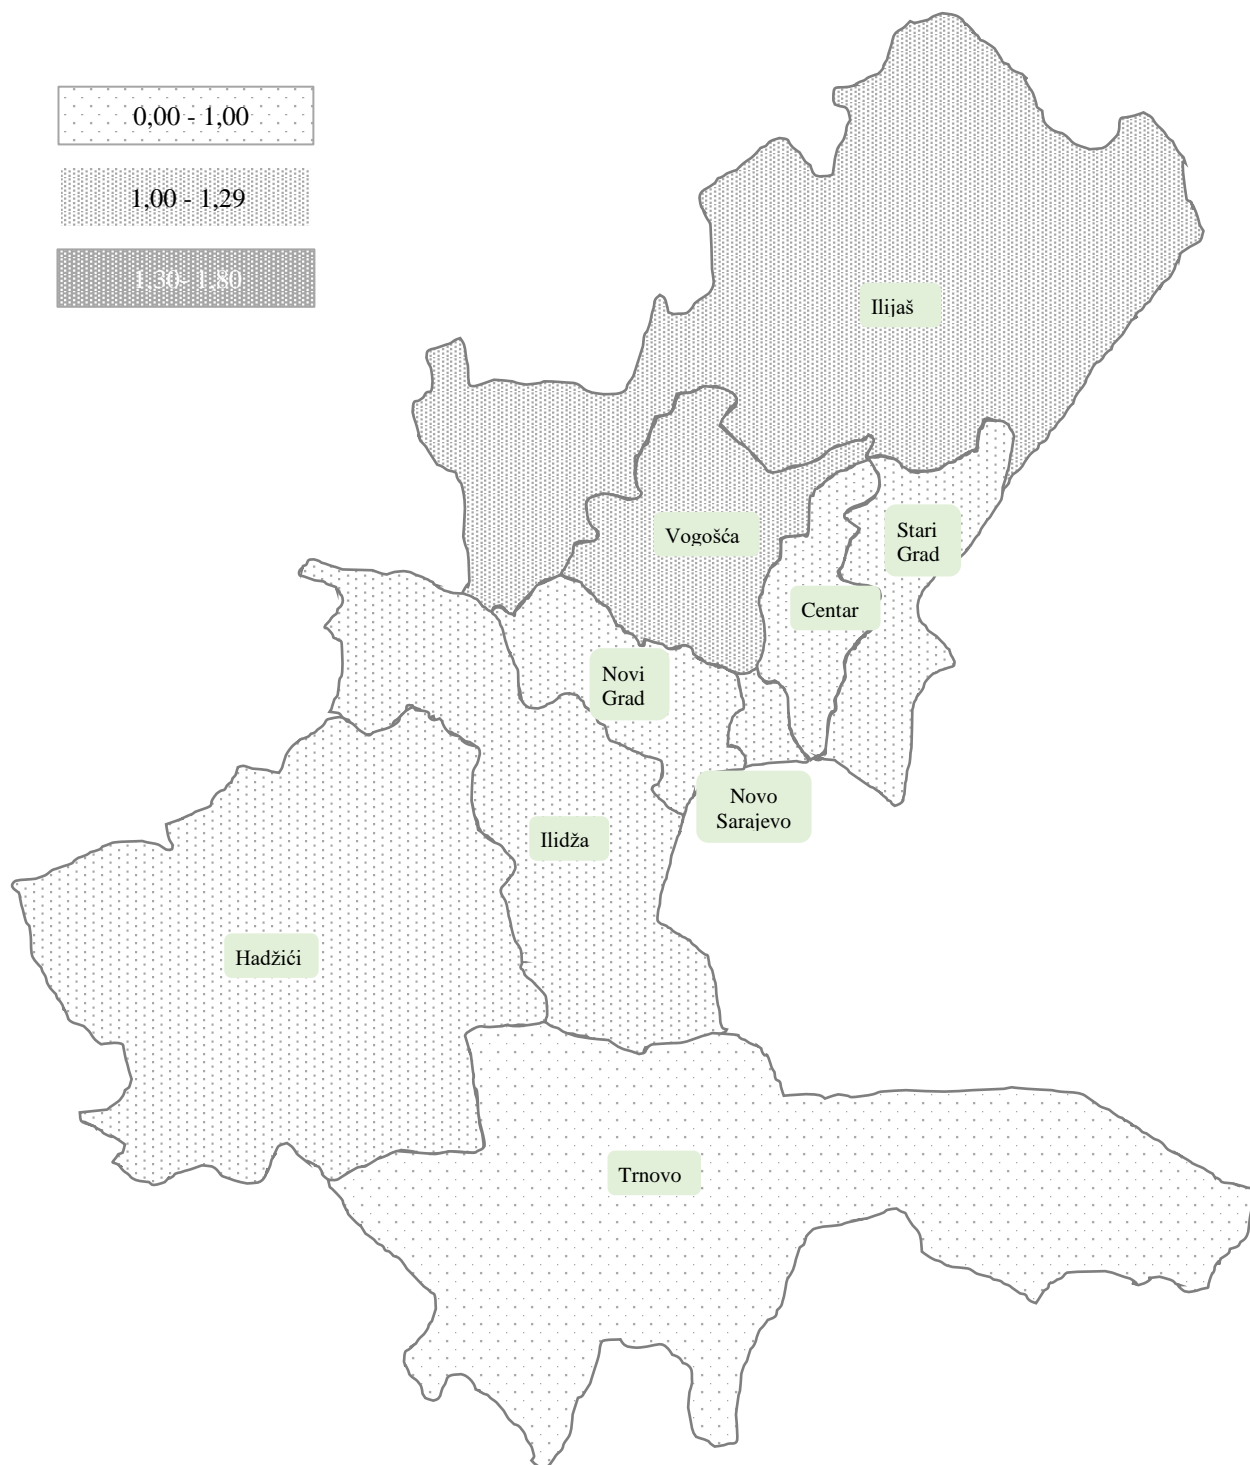 0,00 - 1,00
1,00 - 1,29
1.30- 1.80
Ilijaš
Vogošća
Stari
Grad
Centar
Novi
Grad
Novo
Sarajevo
Ilidža
Hadžići
Trnovo